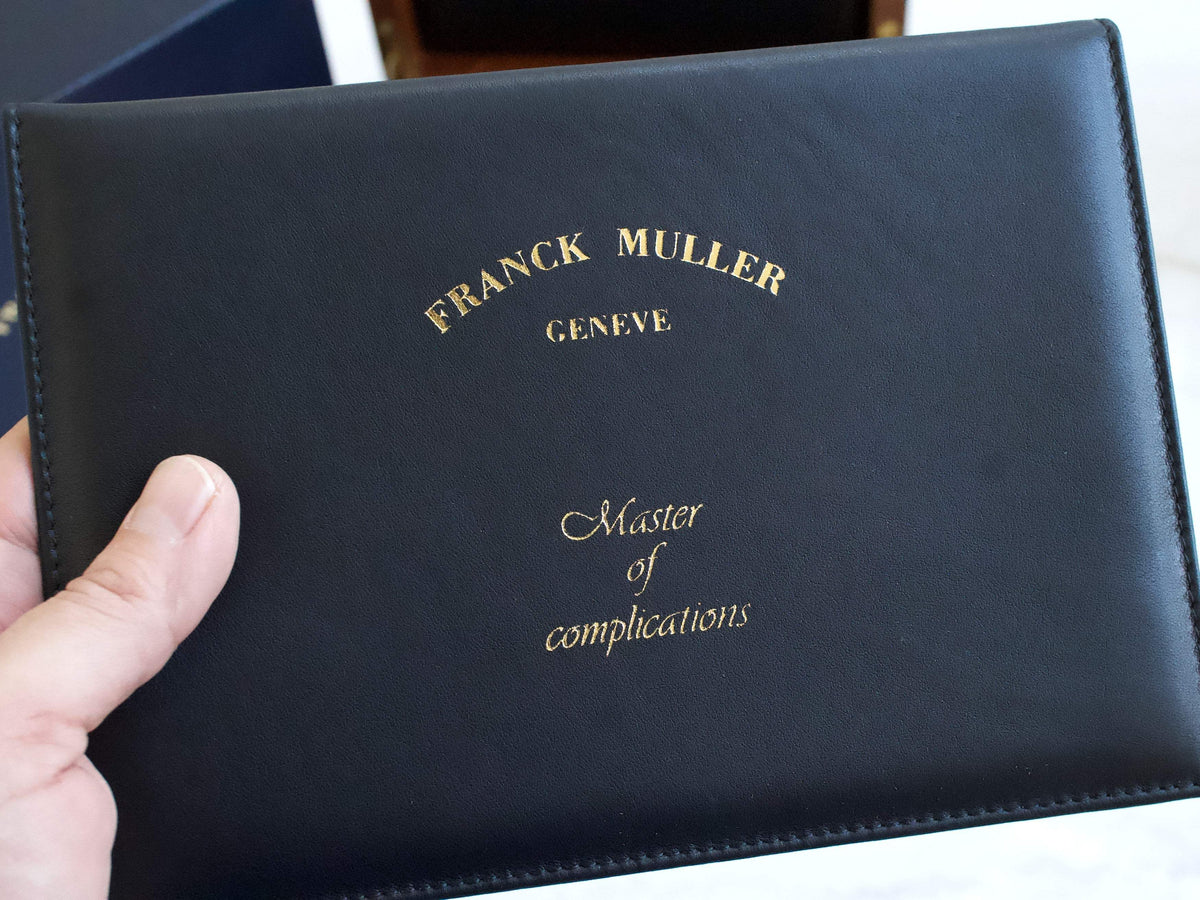 FRANCK MULLER
GENEVE
Master
of
complications